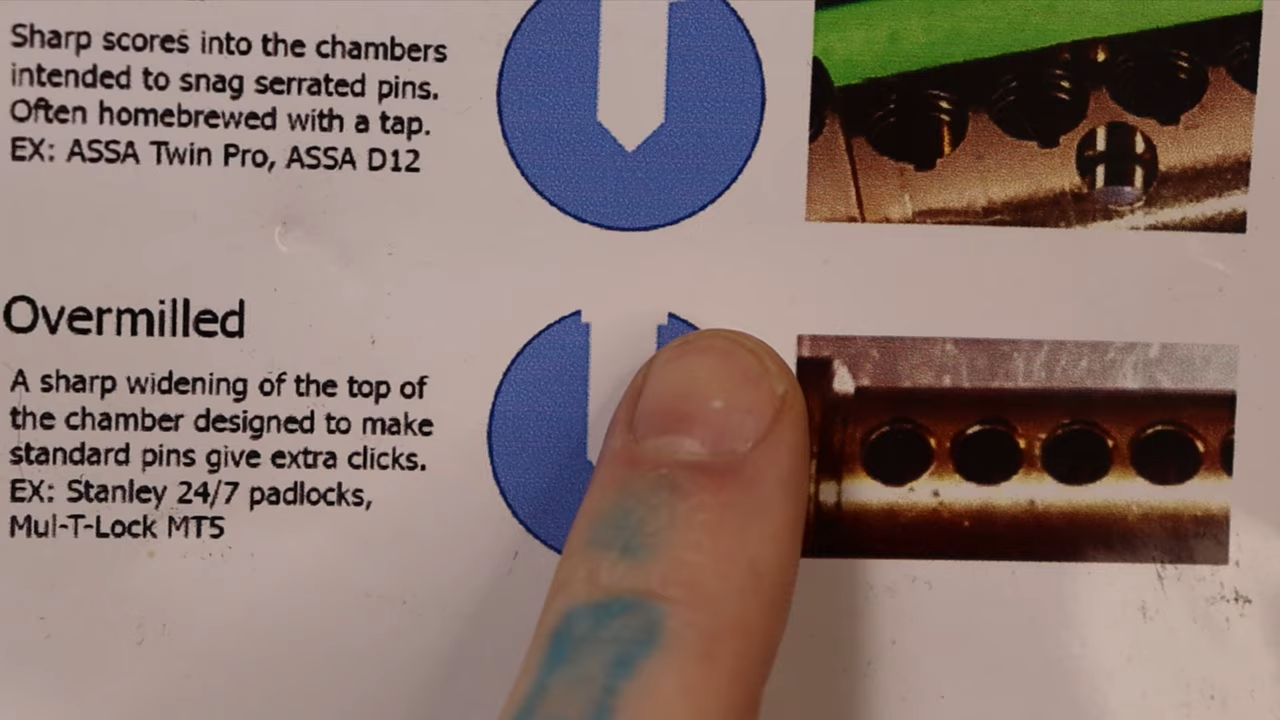 Sharp scores into the chambers
intended to snag serrated pins.
Often homebrewed with a tap.
EX: ASSA Twin Pro, ASSA D12
Overmilled
A sharp widening of the top of
the chamber designed to make
standard pins give extra clicks.
EX: Stanley 24/7 padlocks,
Mul-T-Lock MT5